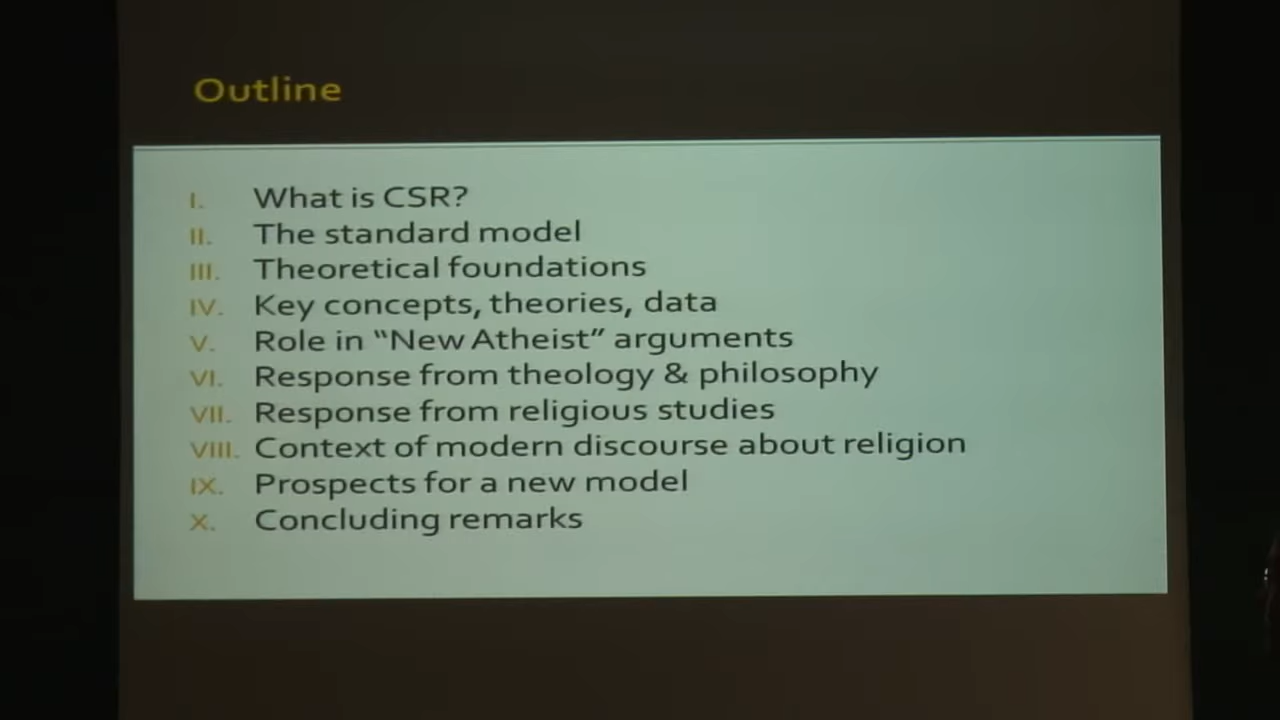 Outline
I. What is CSR?
II. The standard model
III. Theoretical foundations
IV. Key concepts, theories, data
V. Role in “New Atheist” arguments
VI. Response from theology & philosophy
VII. Response from religious studies
VIII. Context of modern discourse about religion
IX. Prospects for a new model
X. Concluding remarks